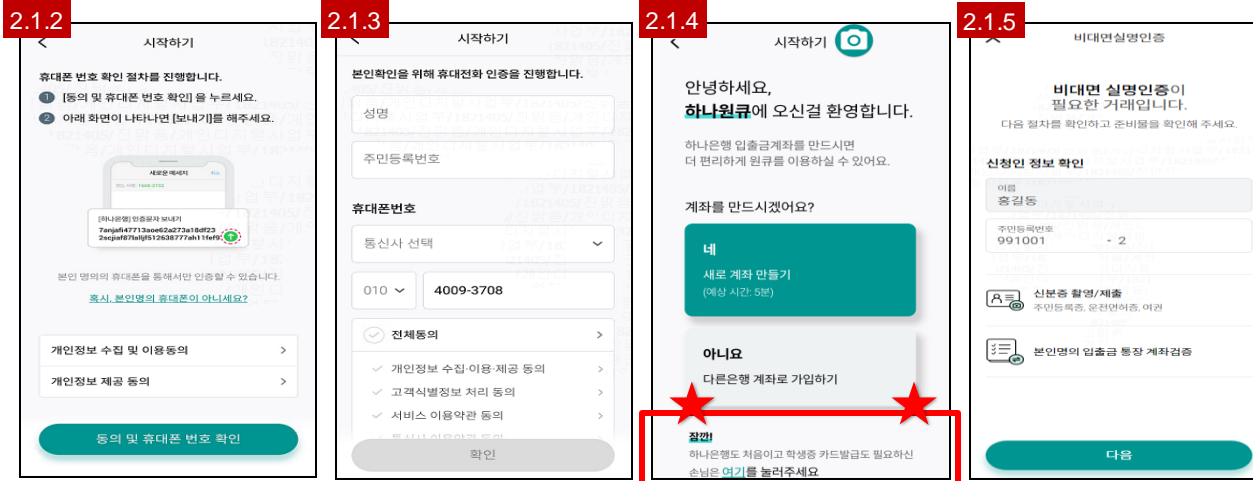 2.1.2
시작하기
휴대폰 번호 확인 절차를 진행합니다.
1 [동의 및 휴대폰 번호 확인] 을 누르세요.
2 아래 화면이 나타나면 [보내기]를 해주세요.
새로운 메세지
[하나은행] 인증문자 보내기
본인 명의의 휴대폰을 통해서만 인증할 수 있습니다.
혹시, 본인명의 휴대폰이 아니세요?
개인정보 수집 및 이용동의
개인정보 제공 동의
동의 및 휴대폰 번호 확인
2.1.3
시작하기
본인확인을 위해 휴대전화 인증을 진행합니다.
성명
주민등록번호
휴대폰번호
통신사 선택
010
4009-3708
전체동의
개인정보 수집·이용·제공 동의
고객식별정보 처리 동의
서비스 이용약관 동의
통신사 이용약관 동의
확인
2.1.4
시작하기
안녕하세요,
하나원큐에 오신걸 환영합니다.
하나은행 입출금계좌를 만드시면
더 편리하게 원큐를 이용하실 수 있어요.
계좌를 만드시겠어요?
네
새로 계좌 만들기
(예상 시간: 5분)
아니요
다른은행 계좌로 가입하기
잠깐!
하나은행도 처음이고 학생증 카드발급도 필요하신
손님은 여기를 눌러주세요
2.1.5
비대면실명인증
비대면 실명인증이
필요한 거래입니다.
다음 절차를 확인하고 준비물을 확인해 주세요.
신청인 정보 확인
이름
홍길동
주민등록번호
991001 - 2
신분증 촬영/제출
주민등록증, 운전면허증, 여권
본인명의 입출금 통장 계좌검증
다음